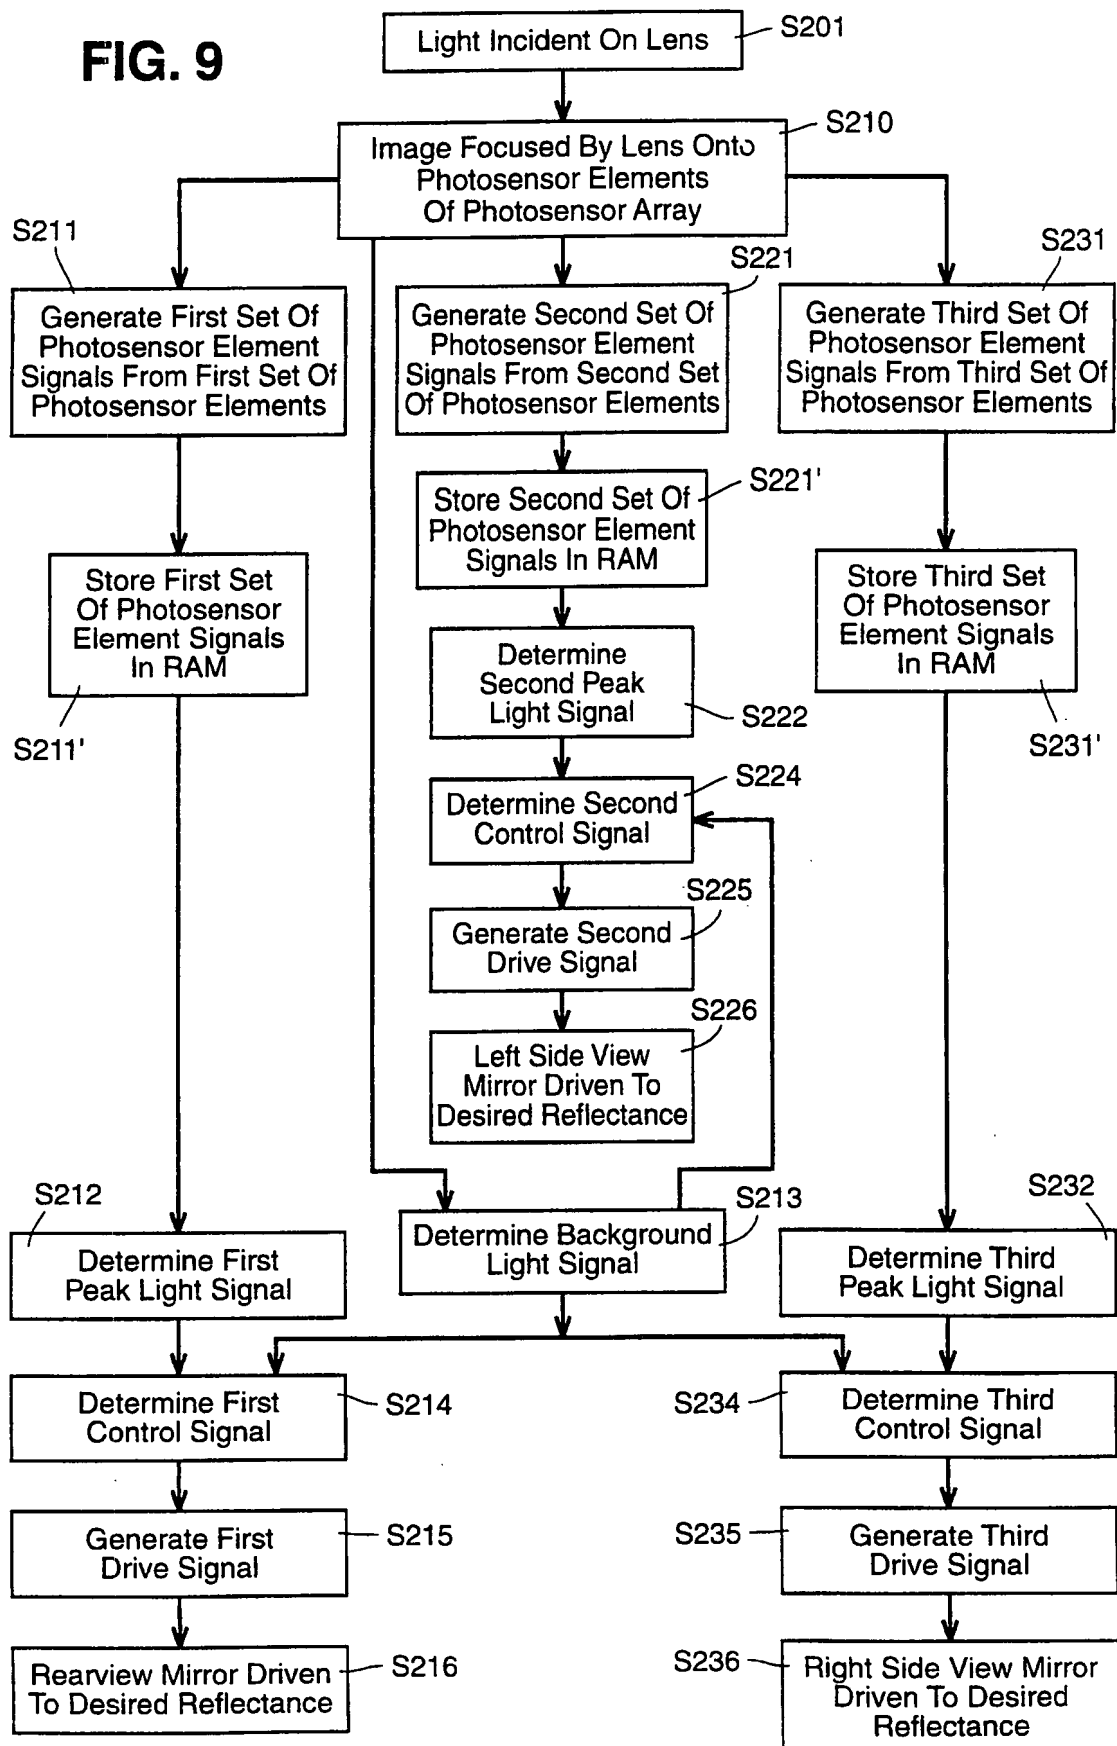 FIG. 9
Light Incident On Lens
S201
Image Focused By Lens Onto
Photosensor Elements
Of Photosensor Array
S210
S211
Generate First Set Of
Photosensor Element
Signals From First Set Of
Photosensor Elements
S221
Generate Second Set Of
Photosensor Element
Signals From Second Set
Of Photosensor Elements
S231
Generate Third Set Of
Photosensor Element
Signals From Third Set Of
Photosensor Elements
Store First Set
Of Photosensor
Element Signals
In RAM
S211'
Store Second Set Of
Photosensor Element
Signals In RAM
S221'
Store Third Set
Of Photosensor
Element Signals
In RAM
S231'
Determine
Second Peak
Light Signal
S222
Determine Second
Control Signal
S224
Generate Second
Drive Signal
S225
Left Side View
Mirror Driven To
Desired Reflectance
S226
S212
Determine First
Peak Light Signal
Determine Background
Light Signal
S213
S232
Determine Third
Peak Light Signal
Determine First
Control Signal
S214
S234
Determine Third
Control Signal
Generate First
Drive Signal
S215
S235
Generate Third
Drive Signal
Rearview Mirror Driven
To Desired Reflectance
S216
S236
Right Side View Mirror
Driven To Desired
Reflectance